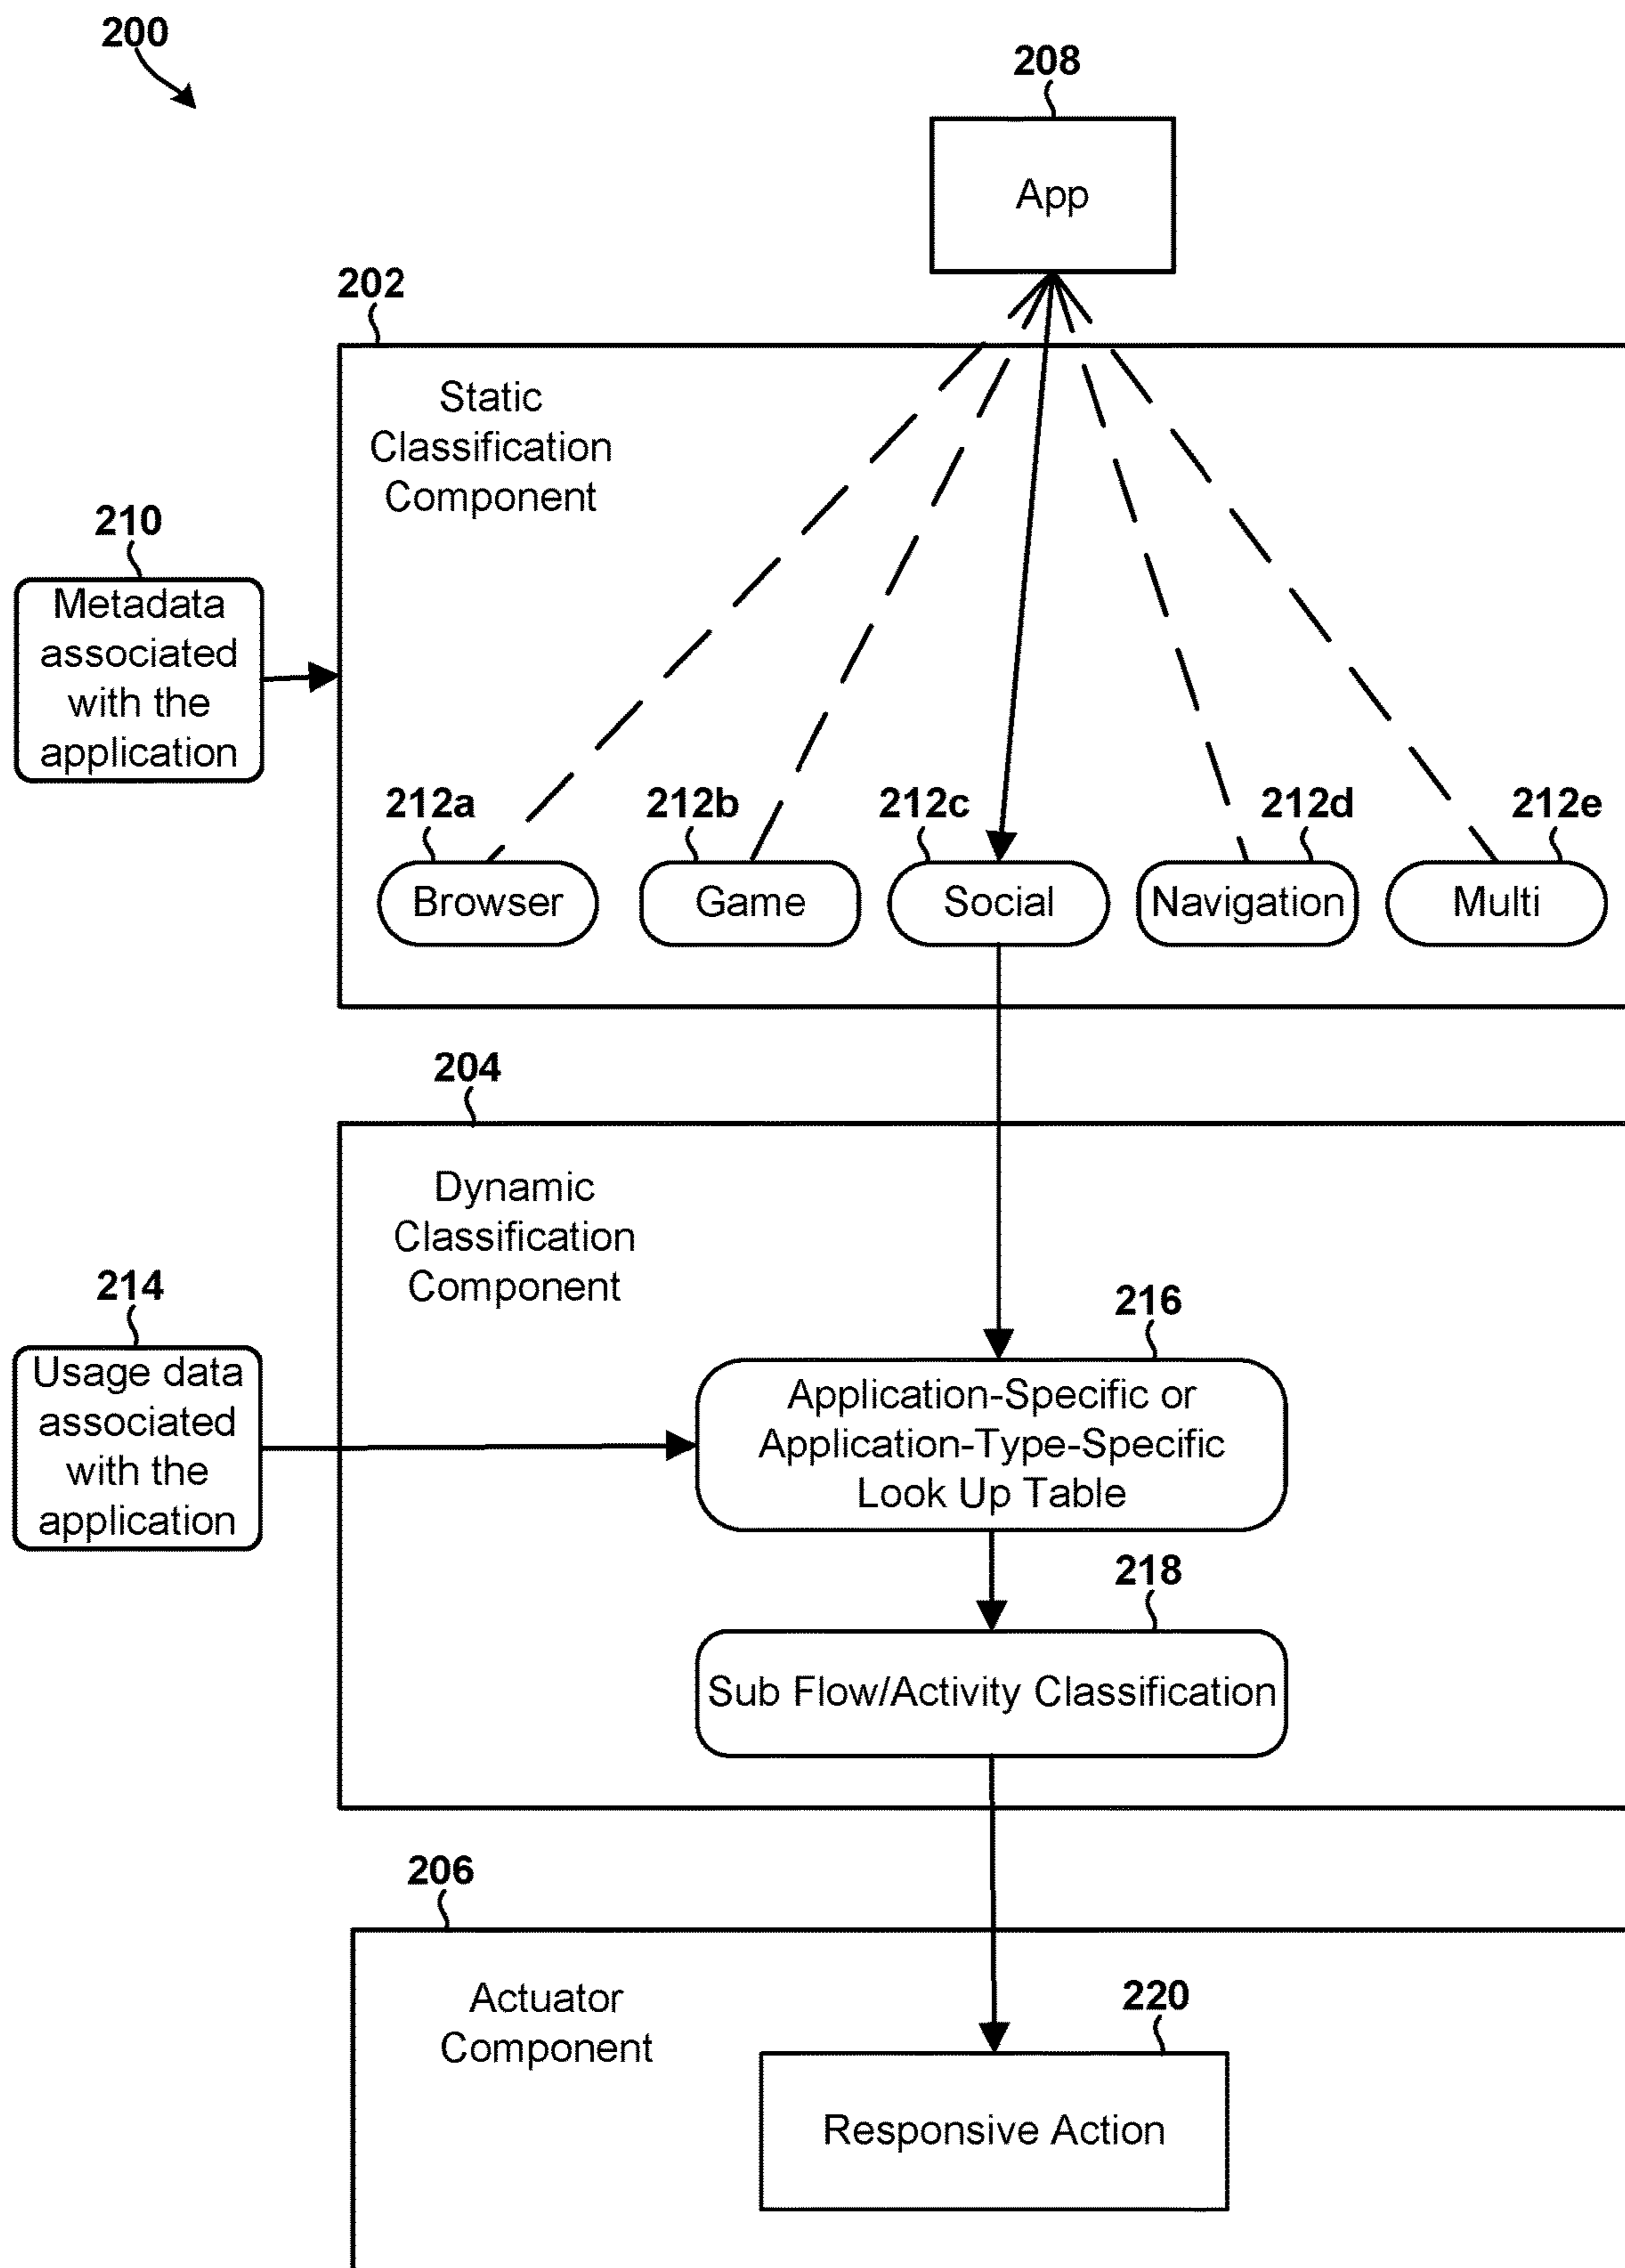 200
208
App
202
Static
Classification
Component
210
Metadata
associated
with the
application
212a
212b
212c
212d
212e
Browser
Game
Social
Navigation
Multi
204
Dynamic
Classification
Component
214
Usage data
associated
with the
application
216
Application-Specific or
Application-Type-Specific
Look Up Table
218
Sub Flow/Activity Classification
206
Actuator
Component
220
Responsive Action